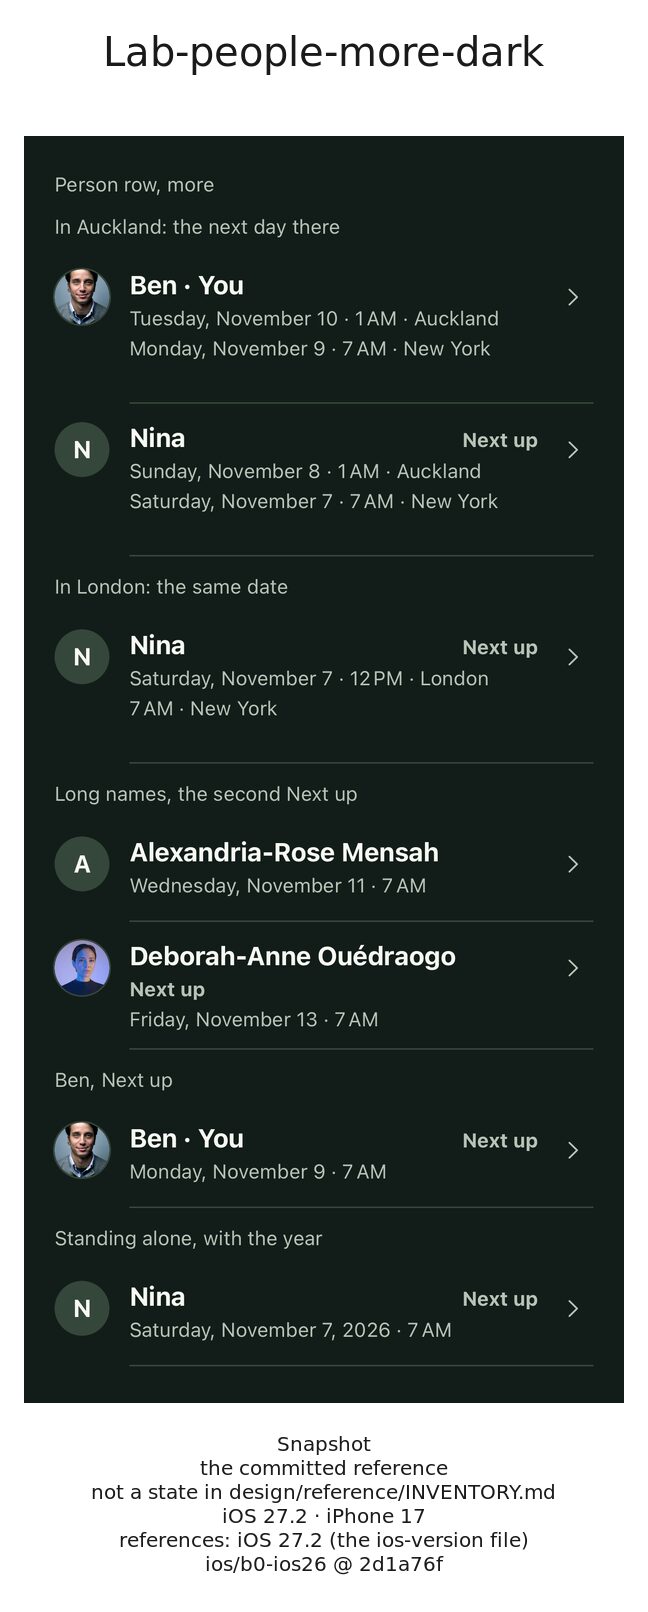 Lab-people-more-dark
Person row, more
In Auckland: the next day there
Ben · You
Tuesday, November 10 · 1 AM · Auckland
Monday, November 9 · 7 AM · New York
N
Nina
Next up
Sunday, November 8 · 1 AM · Auckland
Saturday, November 7 · 7 AM · New York
In London: the same date
N
Nina
Next up
Saturday, November 7 · 12 PM · London
7 AM · New York
Long names, the second Next up
A
Alexandria-Rose Mensah
Wednesday, November 11 · 7 AM
Deborah-Anne Ouédraogo
Next up
Friday, November 13 · 7 AM
Ben, Next up
Ben · You
Next up
Monday, November 9 · 7 AM
Standing alone, with the year
N
Nina
Next up
Saturday, November 7, 2026 · 7 AM
Snapshot
the committed reference
not a state in design/reference/INVENTORY.md
iOS 27.2 · iPhone 17
references: iOS 27.2 (the ios-version file)
ios/b0-ios26 @ 2d1a76f